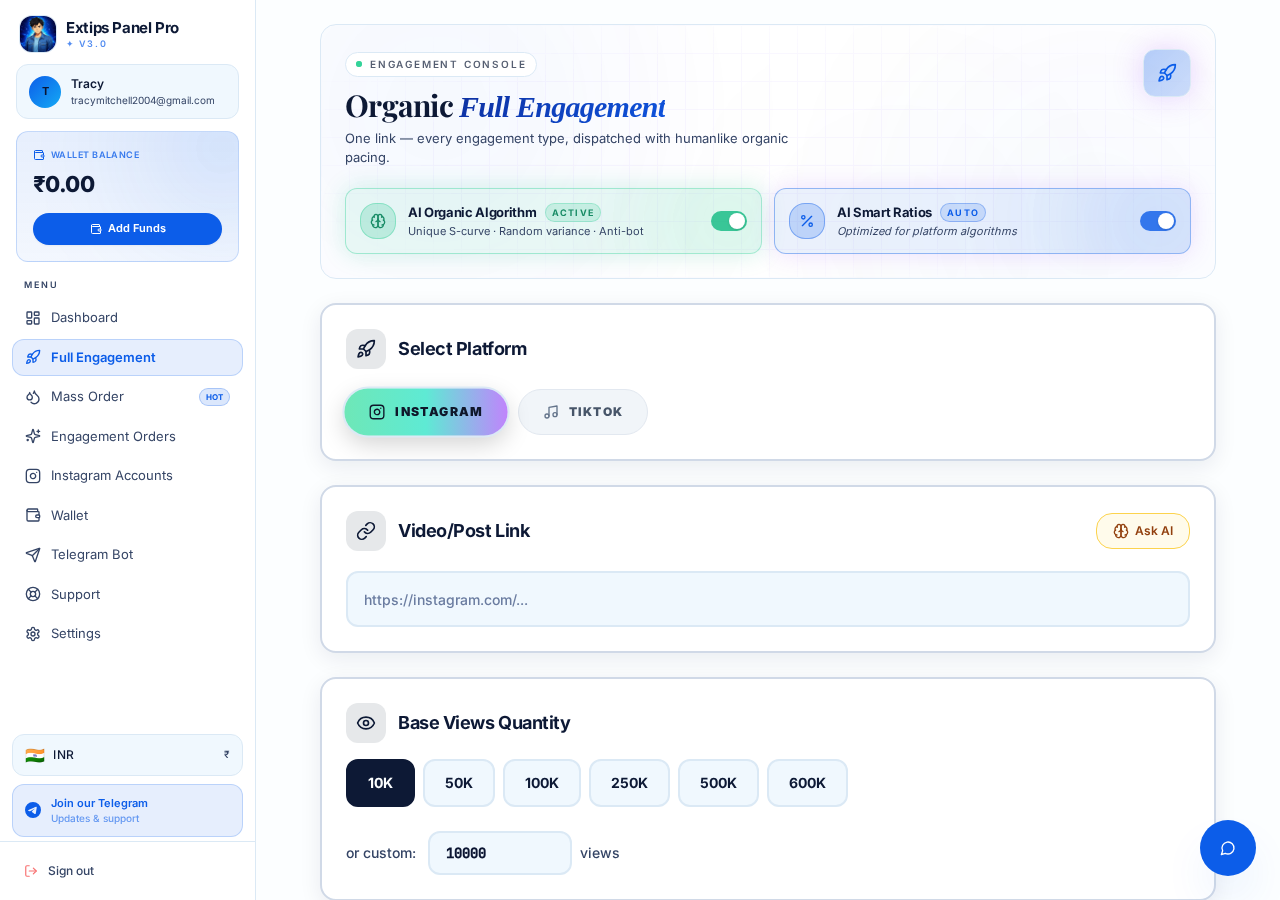 Extips Panel Pro
✦ V3.0
T
Tracy
tracymitchell2004@gmail.com
WALLET BALANCE
₹0.00
Add Funds
MENU
Dashboard
Full Engagement
Mass Order
HOT
Engagement Orders
Instagram Accounts
Wallet
Telegram Bot
Support
Settings
INR
₹
Join our Telegram
Updates & support
Sign out
ENGAGEMENT CONSOLE
Organic Full Engagement
One link — every engagement type, dispatched with humanlike organic
pacing.
AI Organic Algorithm ACTIVE
Unique S-curve · Random variance · Anti-bot
AI Smart Ratios AUTO
Optimized for platform algorithms
Select Platform
INSTAGRAM
TIKTOK
Video/Post Link
Ask AI
https://instagram.com/...
Base Views Quantity
10K 50K 100K 250K 500K 600K
or custom: 10000 views